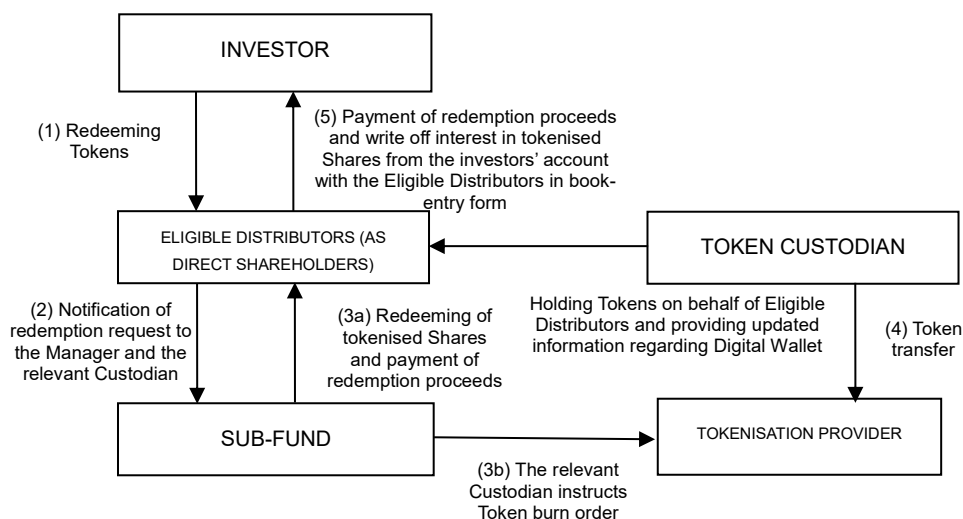 INVESTOR
(1) Redeeming
Tokens
(5) Payment of redemption proceeds
and write off interest in tokenised
Shares from the investors’ account
with the Eligible Distributors in book-
entry form
ELIGIBLE DISTRIBUTORS (AS
DIRECT SHAREHOLDERS)
TOKEN CUSTODIAN
(2) Notification of
redemption request to
the Manager and the
relevant Custodian
(3a) Redeeming of
tokenised Shares
and payment of
redemption proceeds
Holding Tokens on behalf of Eligible
Distributors and providing updated
information regarding Digital Wallet
(4) Token
transfer
SUB-FUND
TOKENISATION PROVIDER
(3b) The relevant
Custodian instructs
Token burn order